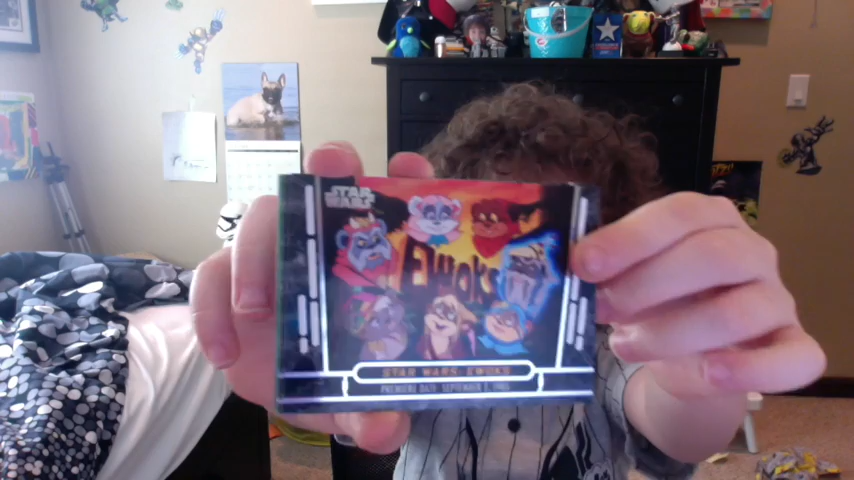 STAR
WARS
EWOKS
STAR WARS: EWOKS
PREMIERE DATE: SEPTEMBER 7, 1985